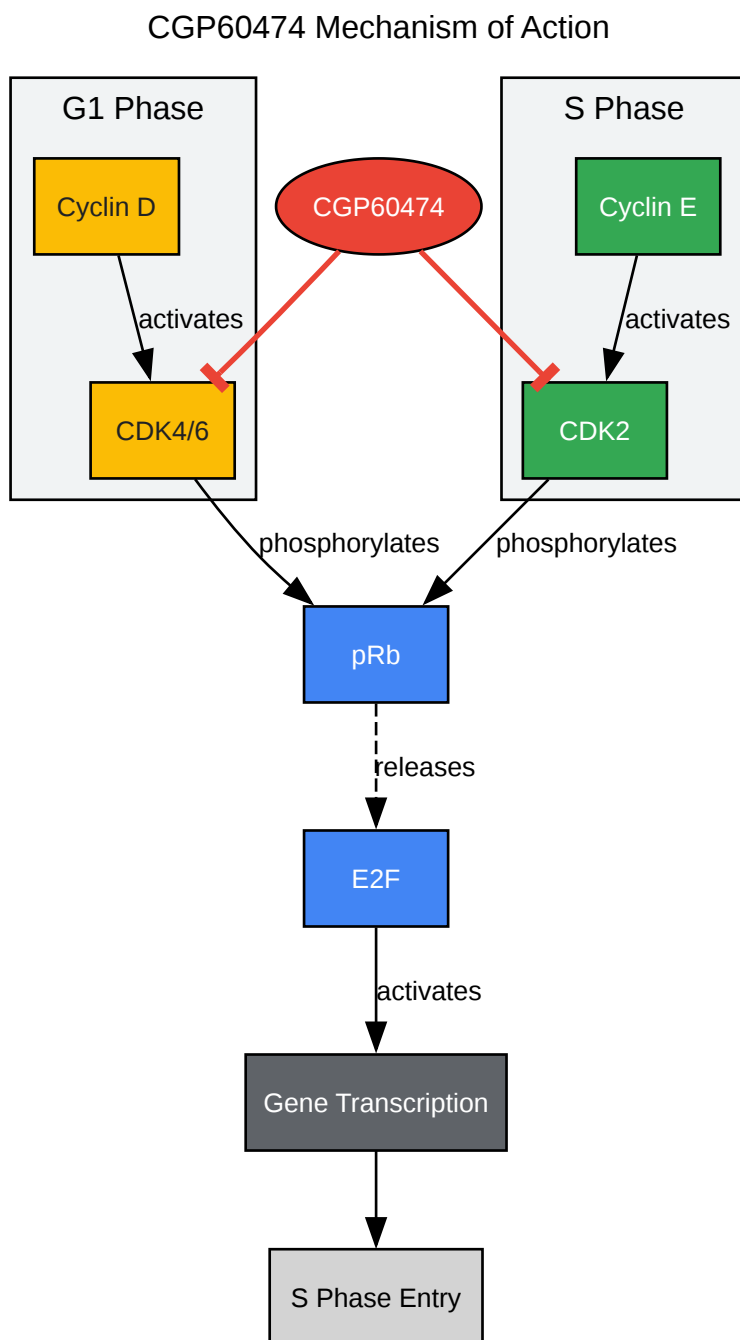 CGP60474 Mechanism of Action
G1 Phase
S Phase
Cyclin D
CGP60474
Cyclin E
activates
activates
CDK4/6
CDK2
phosphorylates
phosphorylates
pRb
releases
E2F
activates
Gene Transcription
S Phase Entry